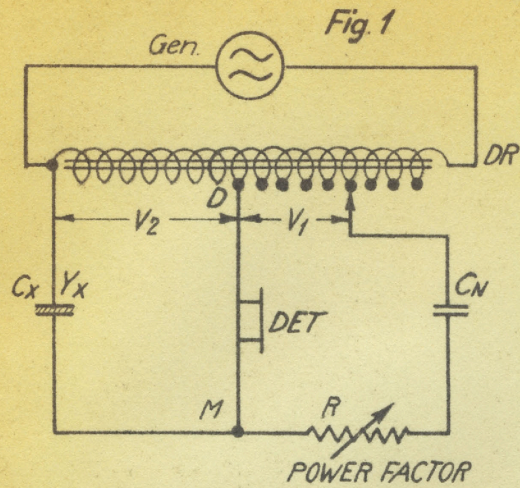 Fig. 1
Gen.
DR
D
V2
V1
CX YX
CN
DET
M
R
POWER FACTOR